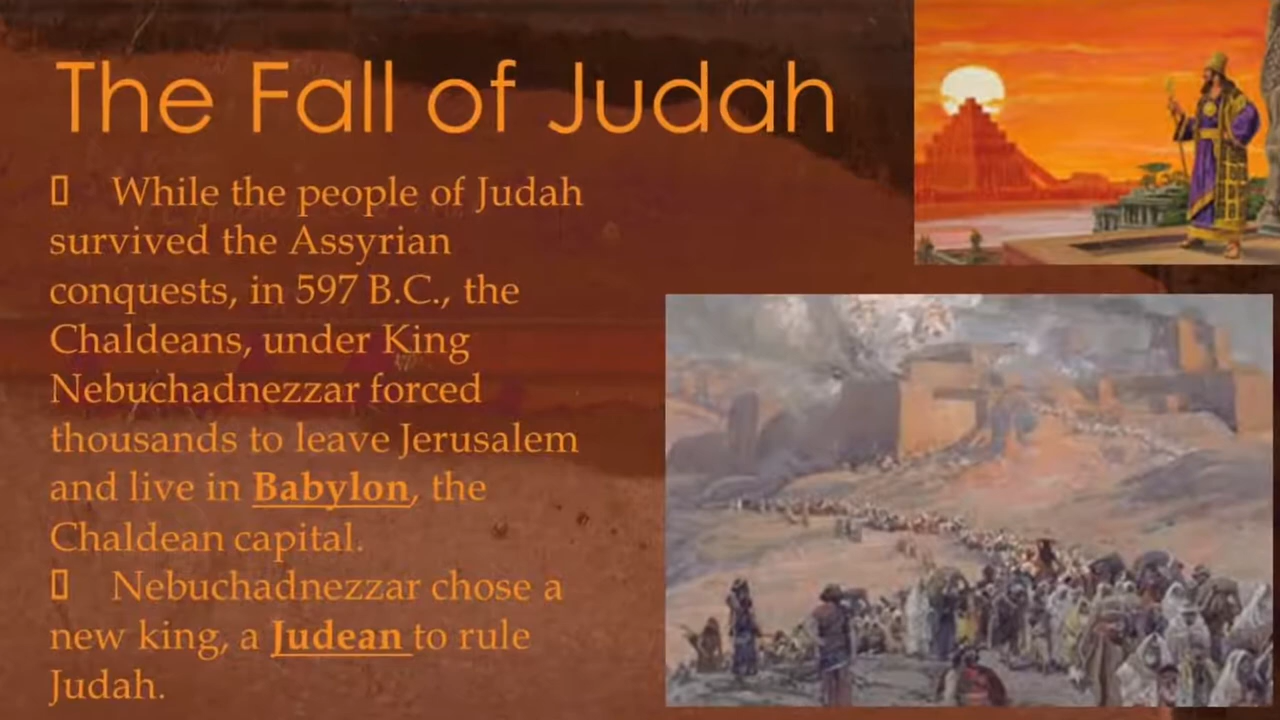 The Fall of Judah
▯ While the people of Judah
survived the Assyrian
conquests, in 597 B.C., the
Chaldeans, under King
Nebuchadnezzar forced
thousands to leave Jerusalem
and live in Babylon, the
Chaldean capital.
▯ Nebuchadnezzar chose a
new king, a Judean to rule
Judah.